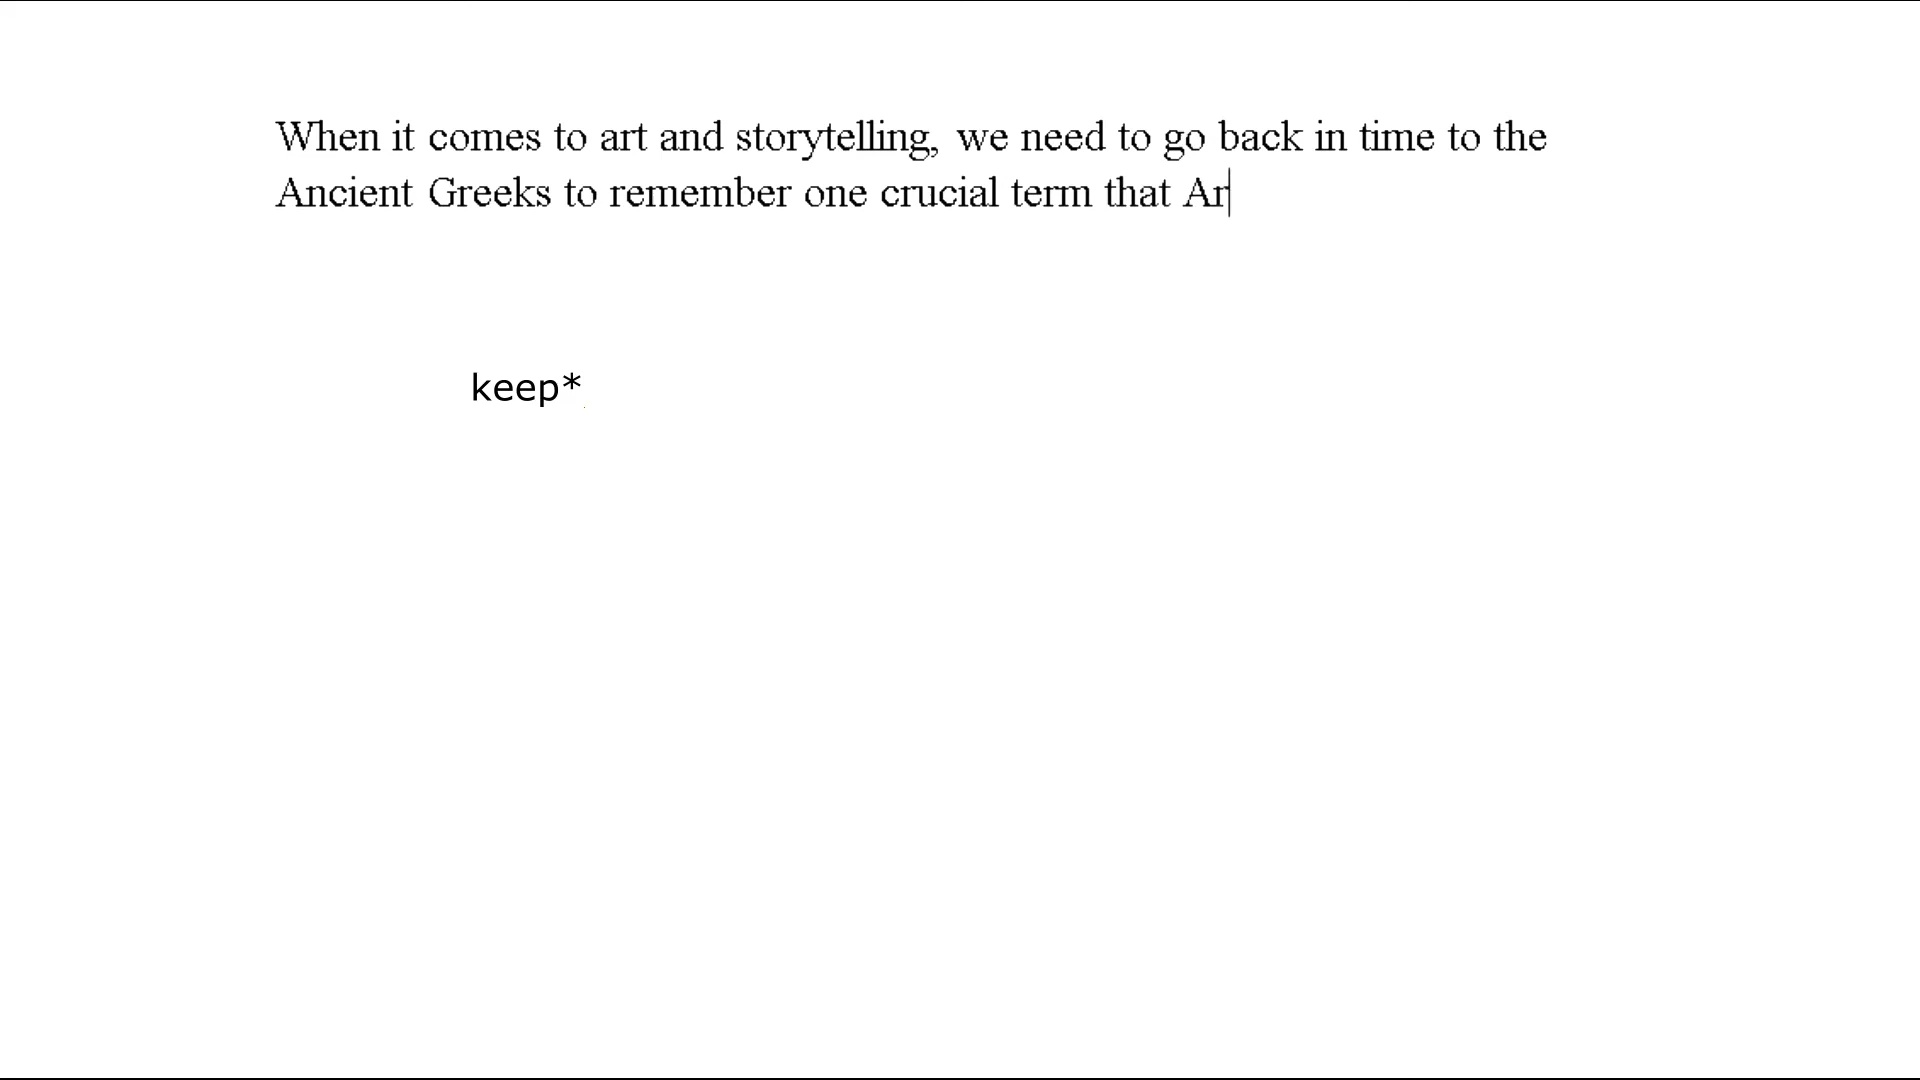 When it comes to art and storytelling, we need to go back in time to the
Ancient Greeks to remember one crucial term that Ar
keep*